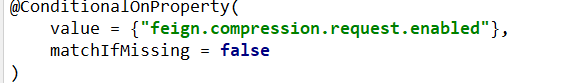 @ConditionalOnProperty(
    value = {"feign.compression.request.enabled"},
    matchIfMissing = false
)